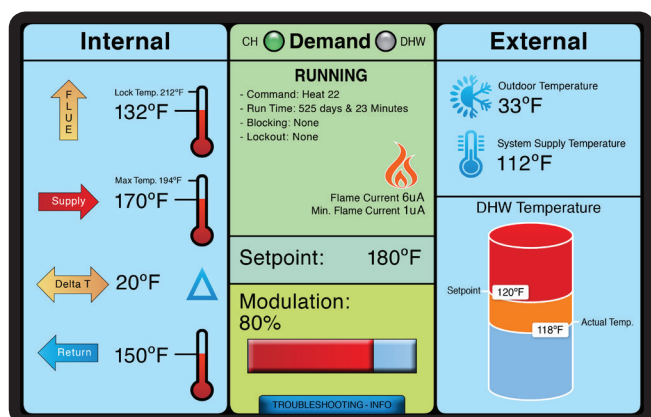 Internal
FLUE
Lock Temp. 212°F
132°F
Supply
Max Temp. 194°F
170°F
Delta T
20°F
Return
150°F
CH Demand DHW
RUNNING
- Command: Heat 22
- Run Time: 525 days & 23 Minutes
- Blocking: None
- Lockout: None
Flame Current 6uA
Min. Flame Current 1uA
Setpoint: 180°F
Modulation:
80%
TROUBLESHOOTING - INFO
External
Outdoor Temperature
33°F
System Supply Temperature
112°F
DHW Temperature
Setpoint 120°F
118°F Actual Temp.